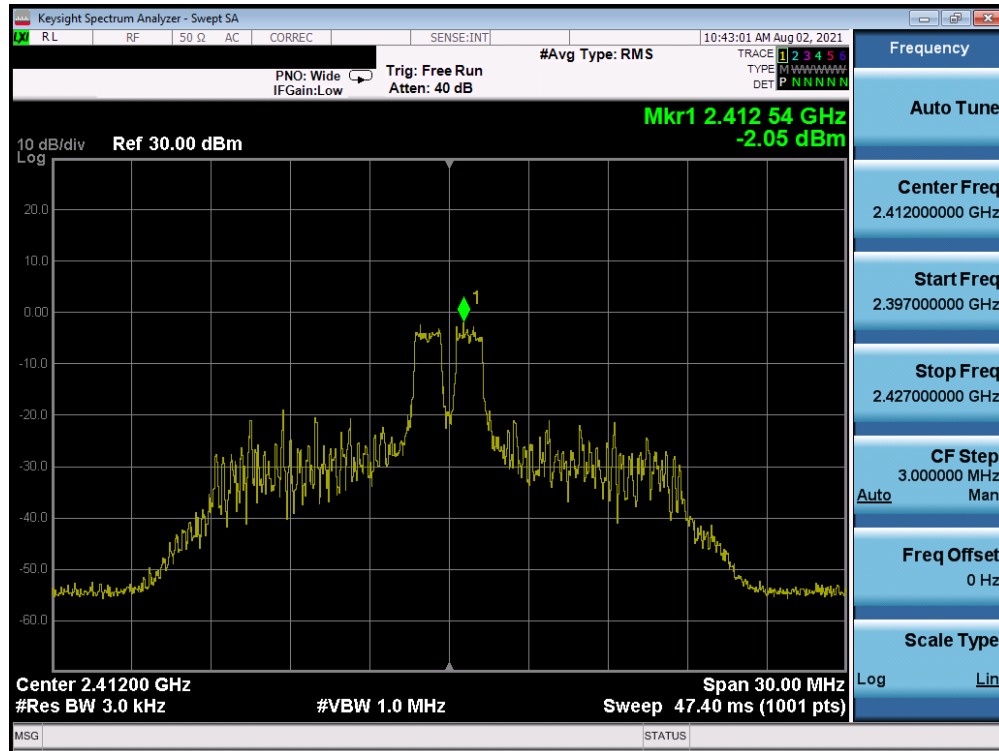 Keysight Spectrum Analyzer - Swept SA
LXI RL RF 50 Ω AC CORREC SENSE:INT 10:43:01 AM Aug 02, 2021
Frequency
#Avg Type: RMS
TRACE 1 2 3 4 5 6
TYPE M WWWWW
DET P N N N N N
PNO: Wide
IFGain:Low
Trig: Free Run
Atten: 40 dB
Auto Tune
Mkr1 2.412 54 GHz
-2.05 dBm
10 dB/div
Log
Ref 30.00 dBm
20.0
10.0
0.00
-10.0
-20.0
-30.0
-40.0
-50.0
-60.0
1
Center Freq
2.412000000 GHz
Start Freq
2.397000000 GHz
Stop Freq
2.427000000 GHz
CF Step
3.000000 MHz
Auto Man
Freq Offset
0 Hz
Scale Type
Log Lin
Center 2.41200 GHz
Span 30.00 MHz
#Res BW 3.0 kHz
#VBW 1.0 MHz
Sweep 47.40 ms (1001 pts)
MSG
STATUS